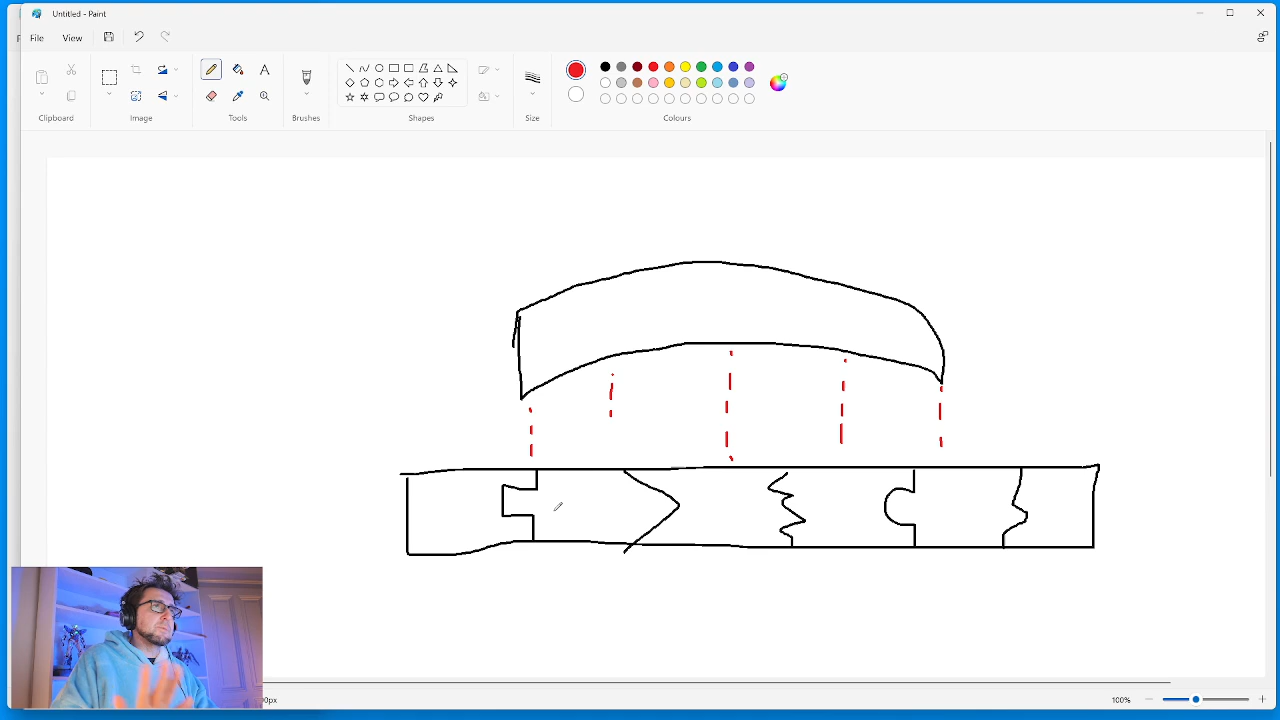 Untitled - Paint
File View
Clipboard Image Tools Brushes Shapes Size Colours
100%